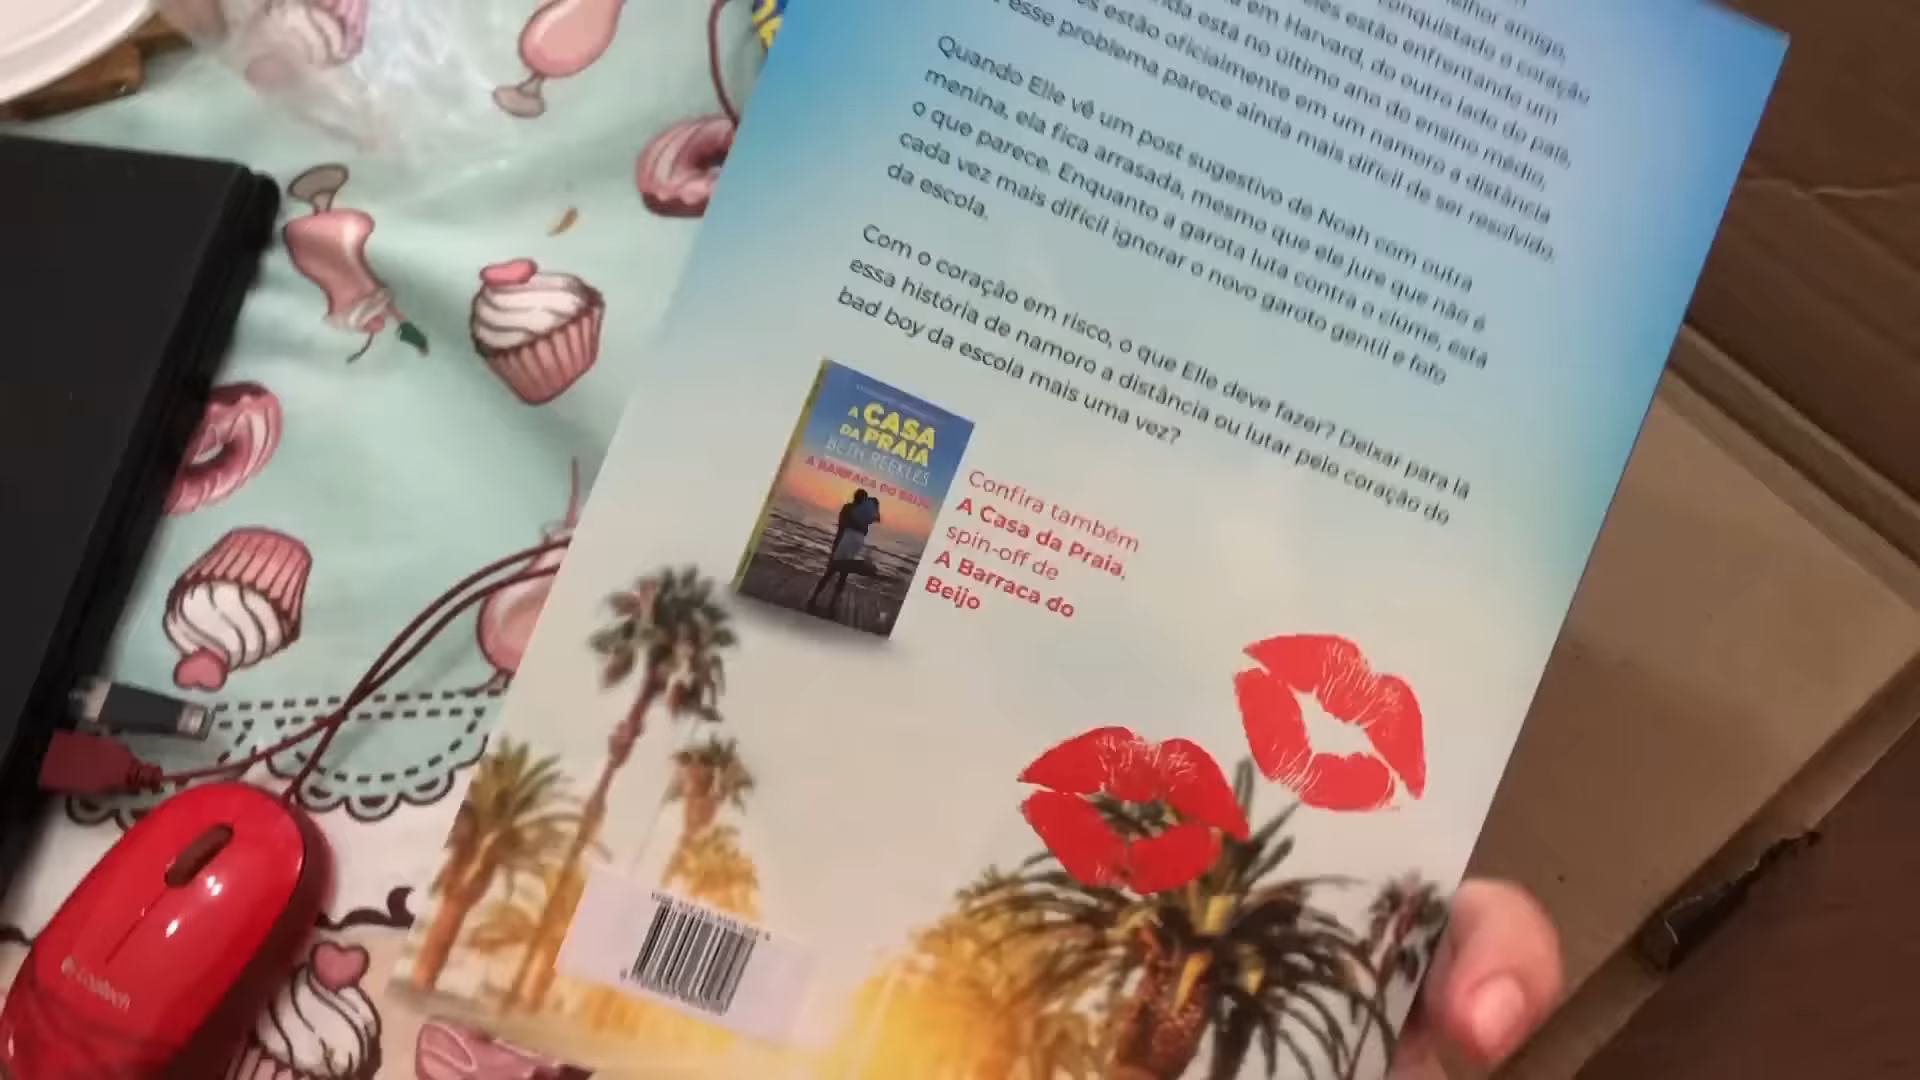 elhor amigo.
conquistado o coração
eles estão enfrentando um
em Harvard, do outro lado do país,
nda está no último ano do ensino médio,
es estão oficialmente em um namoro a distância
esse problema parece ainda mais difícil de ser resolvido.
Quando Elle vê um post sugestivo de Noah com outra
menina, ela fica arrasada, mesmo que ele jure que não é
o que parece. Enquanto a garota luta contra o ciúme, está
cada vez mais difícil ignorar o novo garoto gentil e fofo
da escola.
Com o coração em risco, o que Elle deve fazer? Deixar para lá
essa história de namoro a distância ou lutar pelo coração do
bad boy da escola mais uma vez?
A CASA
DA PRAIA
BETH REEKLES
A BARRACA DO BEIJO
Confira também
A Casa da Praia,
spin-off de
A Barraca do
Beijo
Logitech